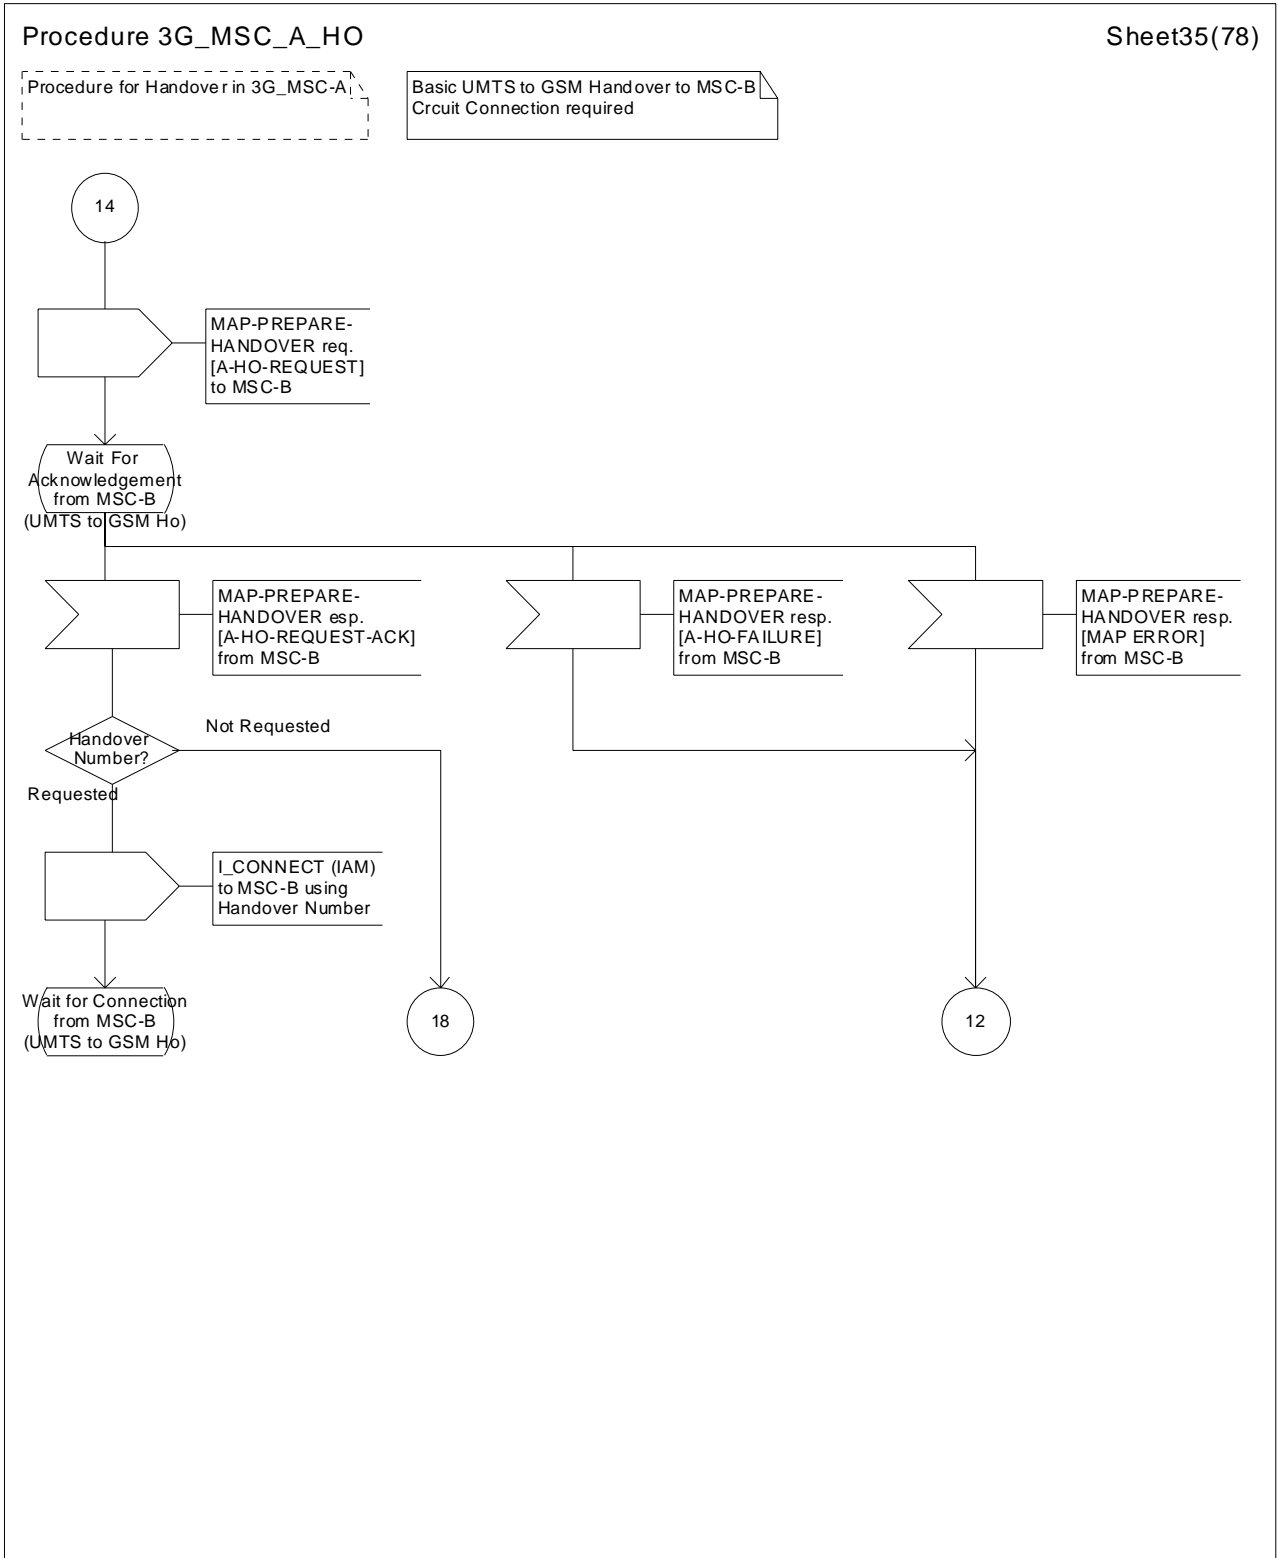 Procedure 3G_MSC_A_HO
Sheet35(78)
Procedure for Handover in 3G_MSC-A
Basic UMTS to GSM Handover to MSC-B
Crcuit Connection required
14
MAP-PREPARE-
HANDOVER req.
[A-HO-REQUEST]
to MSC-B
Wait For
Acknowledgement
from MSC-B
(UMTS to GSM Ho)
MAP-PREPARE-
HANDOVER esp.
[A-HO-REQUEST-ACK]
from MSC-B
MAP-PREPARE-
HANDOVER resp.
[A-HO-FAILURE]
from MSC-B
MAP-PREPARE-
HANDOVER resp.
[MAP ERROR]
from MSC-B
Handover
Number?
Not Requested
Requested
I_CONNECT (IAM)
to MSC-B using
Handover Number
Wait for Connection
from MSC-B
(UMTS to GSM Ho)
18
12